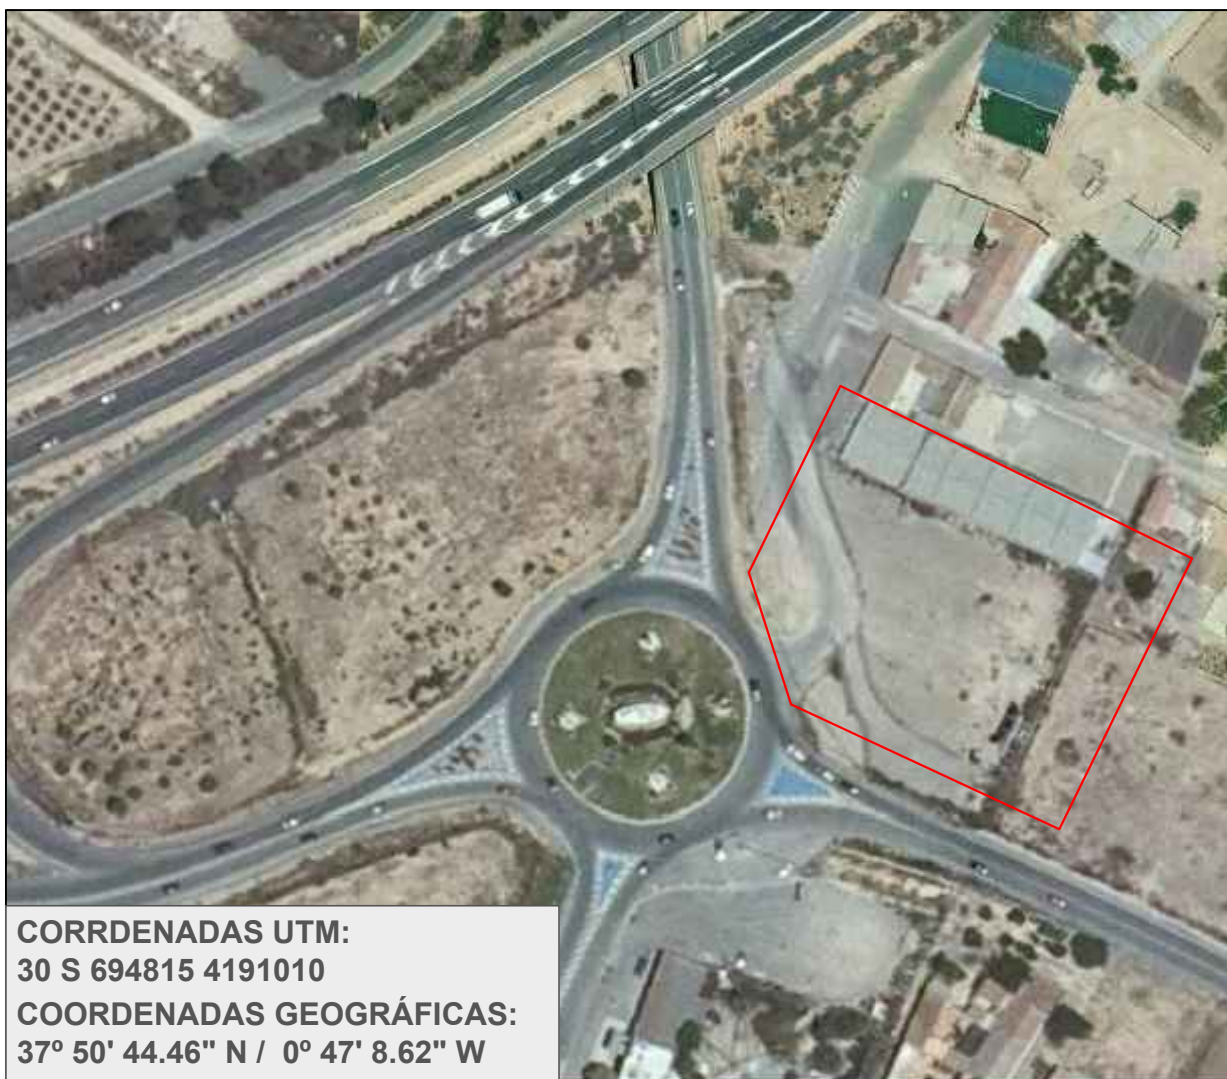 CORRDENADAS UTM:
30 S 694815 4191010
COORDENADAS GEOGRÁFICAS:
37º 50' 44.46" N / 0º 47' 8.62" W